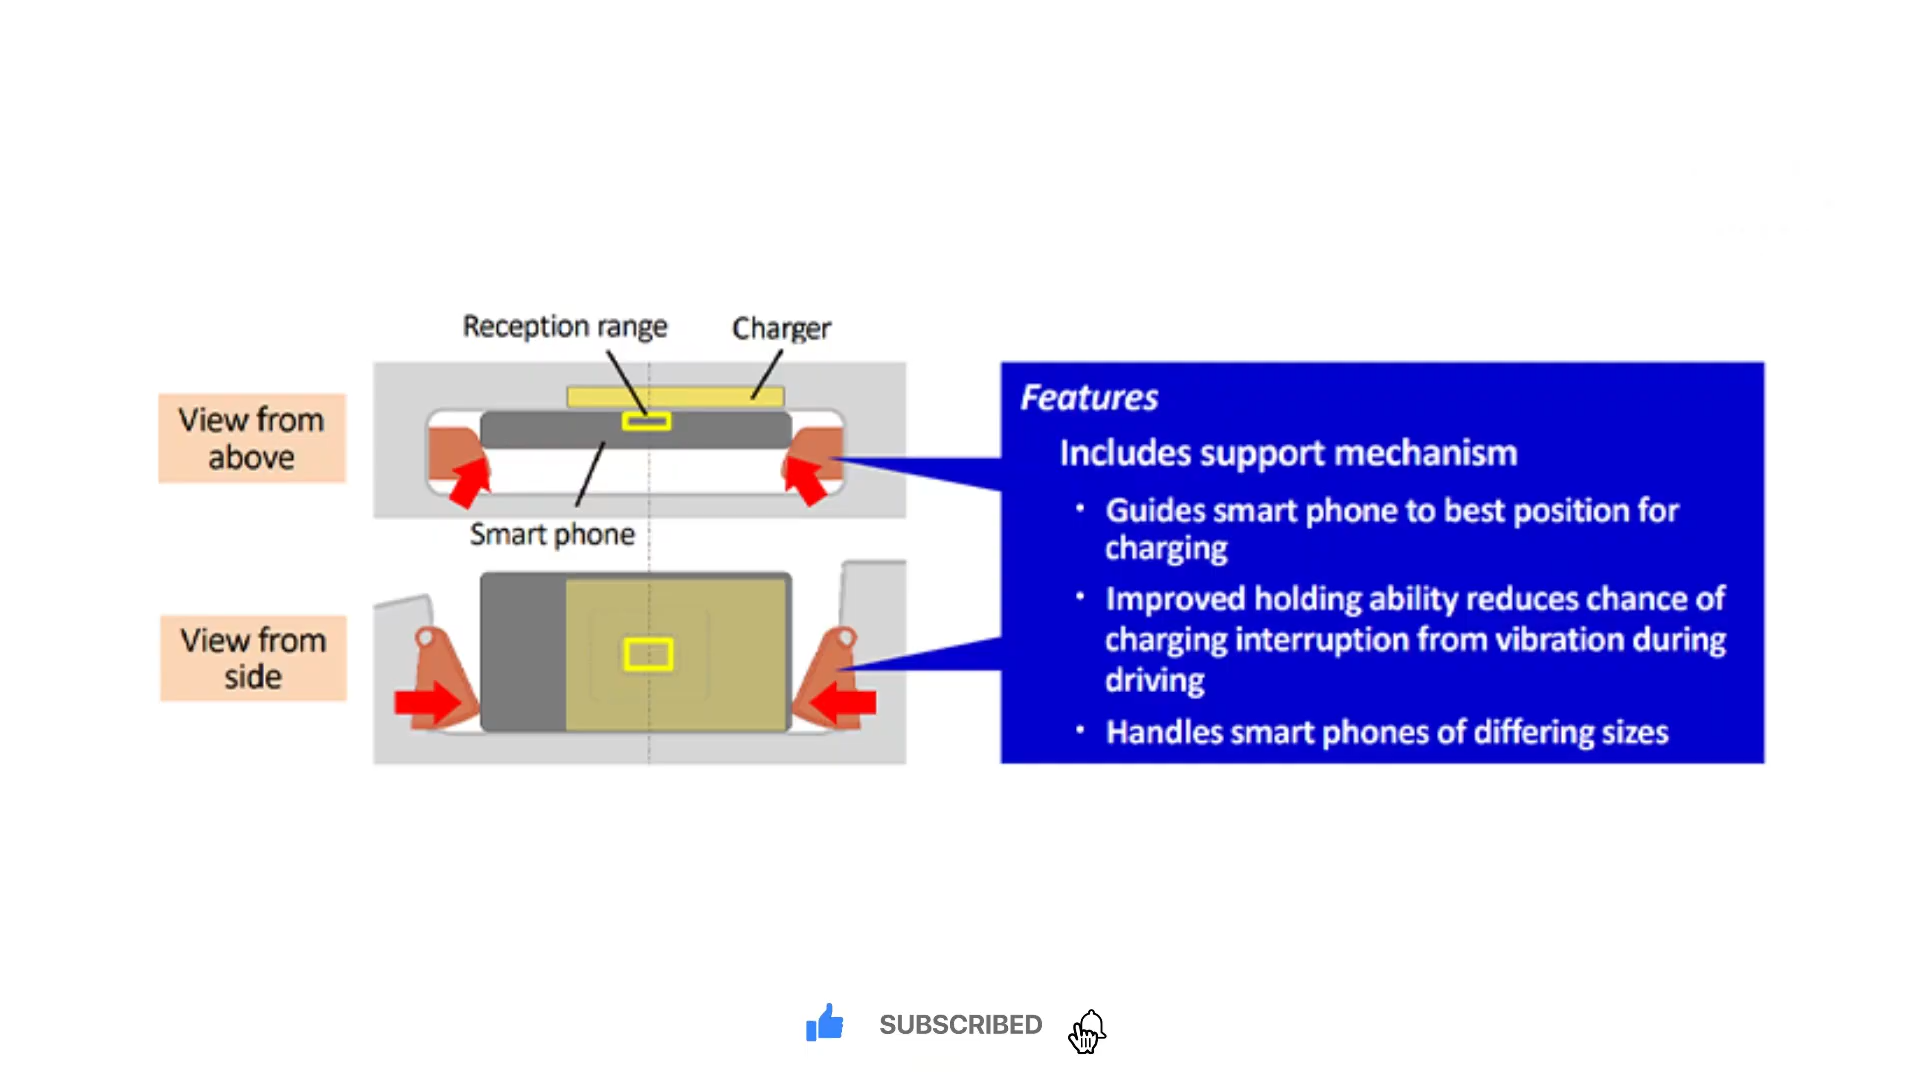 Reception range
Charger
View from
above
Smart phone
View from
side
Features
Includes support mechanism
・ Guides smart phone to best position for
charging
・ Improved holding ability reduces chance of
charging interruption from vibration during
driving
・ Handles smart phones of differing sizes
SUBSCRIBED